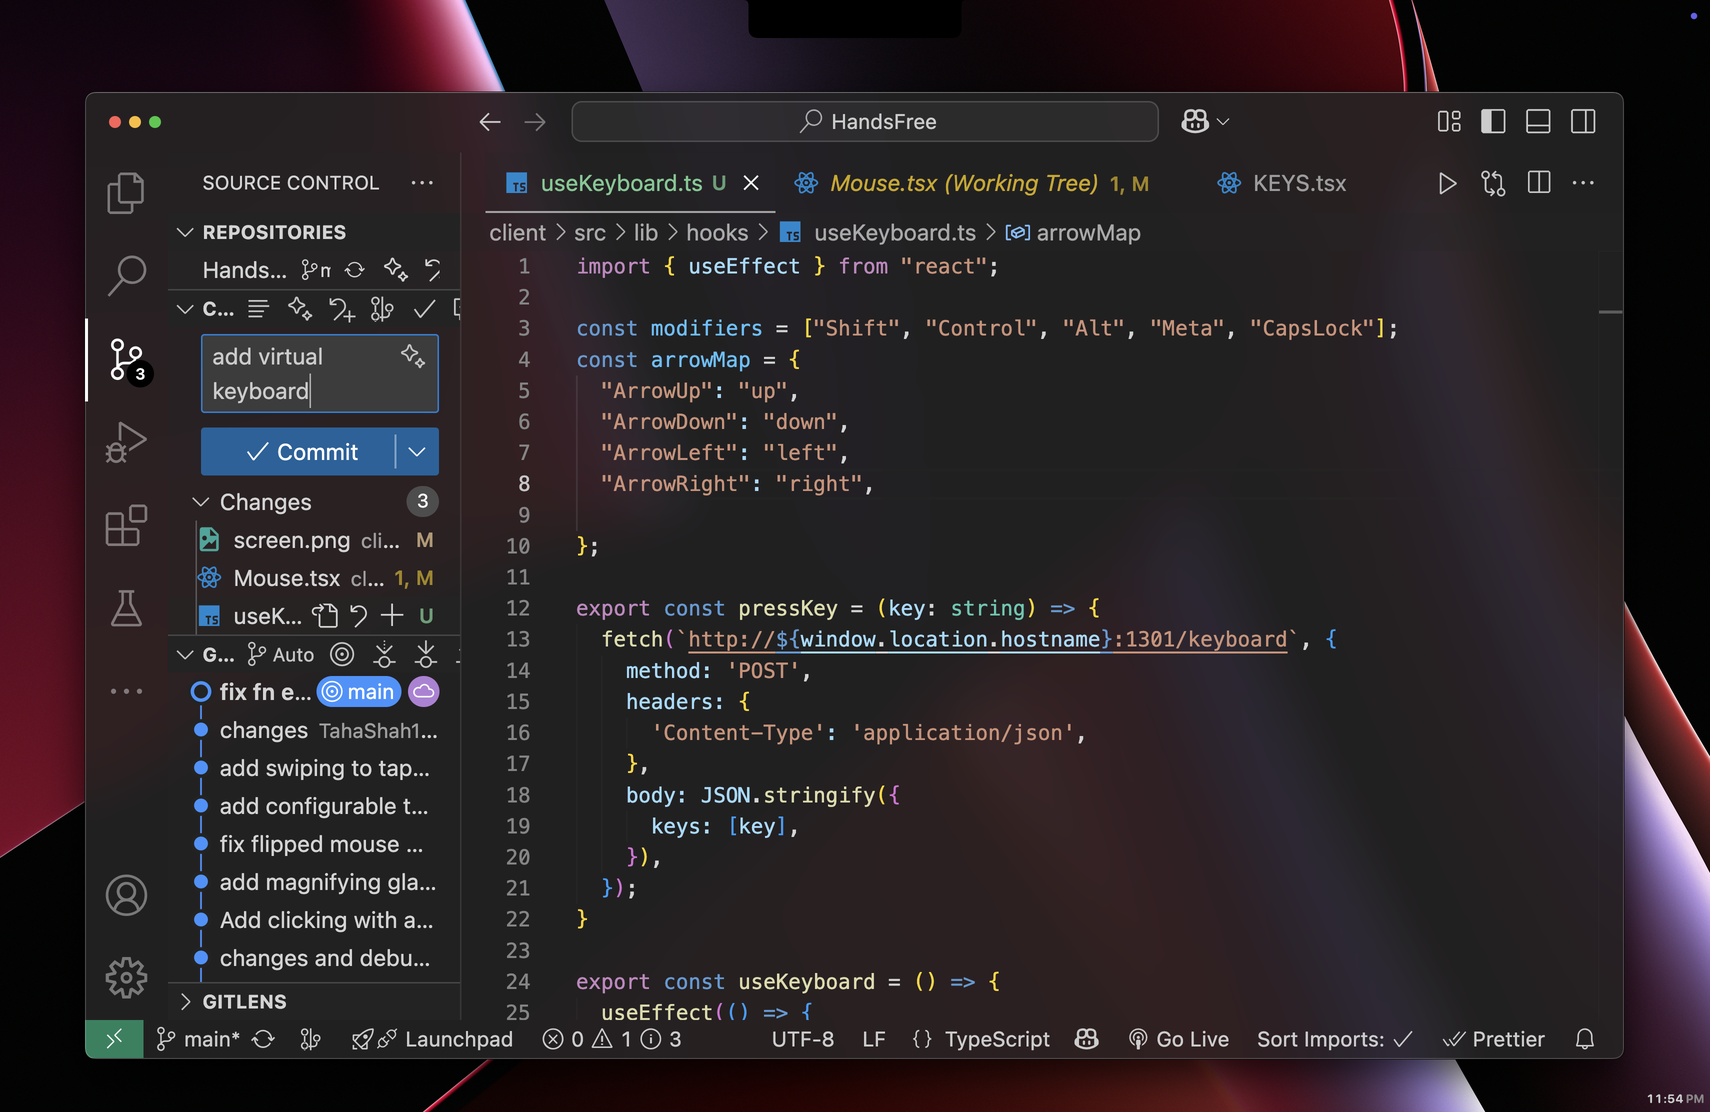 HandsFree
SOURCE CONTROL
useKeyboard.ts U
Mouse.tsx (Working Tree) 1, M
KEYS.tsx
REPOSITORIES
Hands...
client > src > lib > hooks > TS useKeyboard.ts > arrowMap
C...
add virtual
keyboard
Commit
Changes 3
screen.png cli... M
Mouse.tsx cl... 1, M
TS useK... U
G... Auto
fix fn e... main
changes TahaShah1...
add swiping to tap...
add configurable t...
fix flipped mouse ...
add magnifying gla...
Add clicking with a...
changes and debu...
GITLENS
3
1 import { useEffect } from "react";
2
3 const modifiers = ["Shift", "Control", "Alt", "Meta", "CapsLock"];
4 const arrowMap = {
5 "ArrowUp": "up",
6 "ArrowDown": "down",
7 "ArrowLeft": "left",
8 "ArrowRight": "right",
9
10 };
11
12 export const pressKey = (key: string) => {
13 fetch(`http://${window.location.hostname}:1301/keyboard`, {
14 method: 'POST',
15 headers: {
16 'Content-Type': 'application/json',
17 },
18 body: JSON.stringify({
19 keys: [key],
20 }),
21 });
22 }
23
24 export const useKeyboard = () => {
25 useEffect(() => {
main* Launchpad 0 1 3 UTF-8 LF {} TypeScript Go Live Sort Imports: ✓ Prettier
11:54 PM